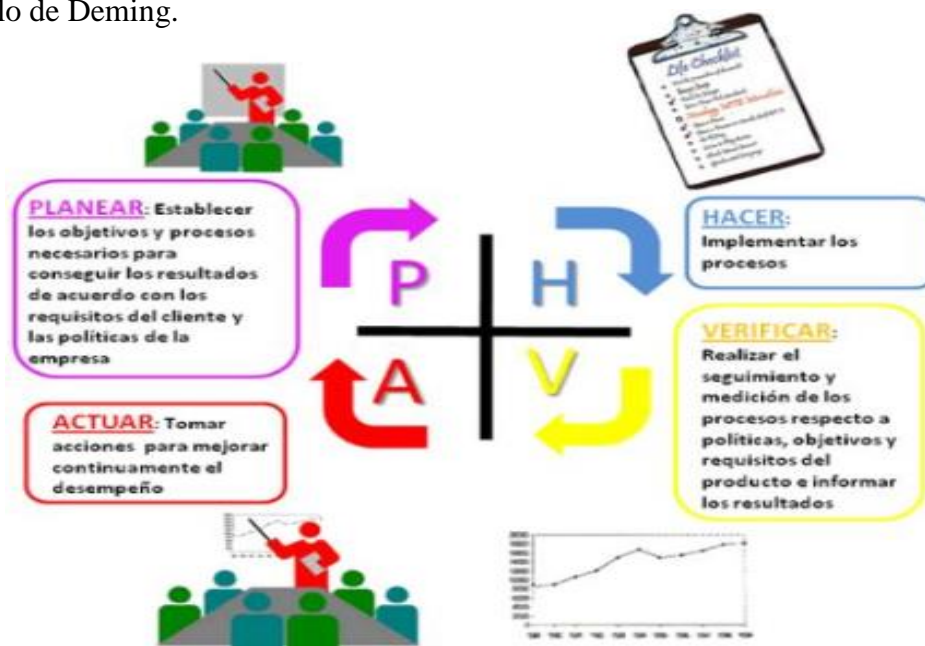 lo de Deming.
Life Checklist
PLANEAR: Establecer
los objetivos y procesos
necesarios para
conseguir los resultados
de acuerdo con los
requisitos del cliente y
las políticas de la
empresa
P
H
HACER:
Implementar los
procesos
A
V
VERIFICAR:
Realizar el
seguimiento y
medición de los
procesos respecto a
políticas, objetivos y
requisitos del
producto e informar
los resultados
ACTUAR: Tomar
acciones para mejorar
continuamente el
desempeño